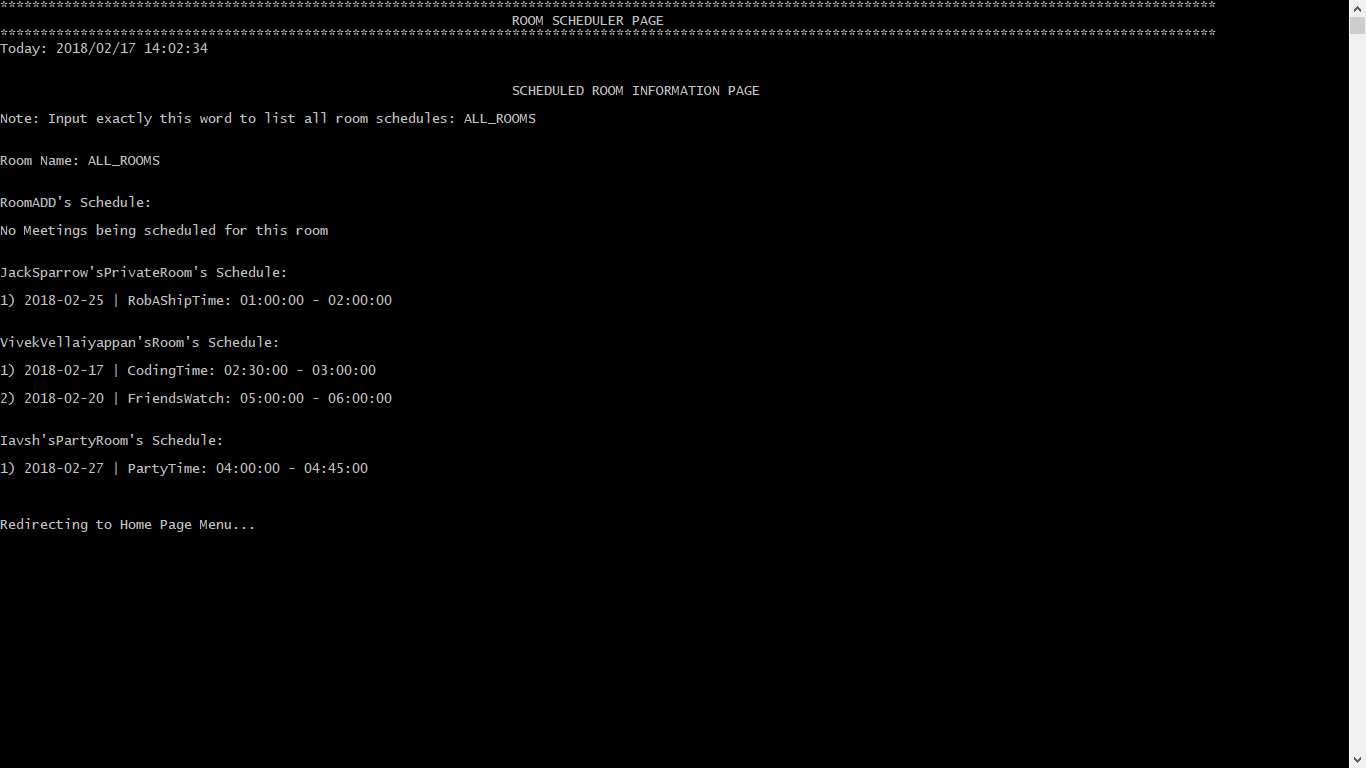 ********************************************************************************************************************************************************
ROOM SCHEDULER PAGE
********************************************************************************************************************************************************
Today: 2018/02/17 14:02:34
SCHEDULED ROOM INFORMATION PAGE
Note: Input exactly this word to list all room schedules: ALL_ROOMS
Room Name: ALL_ROOMS
RoomADD's Schedule:
No Meetings being scheduled for this room
JackSparrow'sPrivateRoom's Schedule:
1) 2018-02-25 | RobAShipTime: 01:00:00 - 02:00:00
VivekVellaiyappan'sRoom's Schedule:
1) 2018-02-17 | CodingTime: 02:30:00 - 03:00:00
2) 2018-02-20 | FriendsWatch: 05:00:00 - 06:00:00
Iavsh'sPartyRoom's Schedule:
1) 2018-02-27 | PartyTime: 04:00:00 - 04:45:00
Redirecting to Home Page Menu...